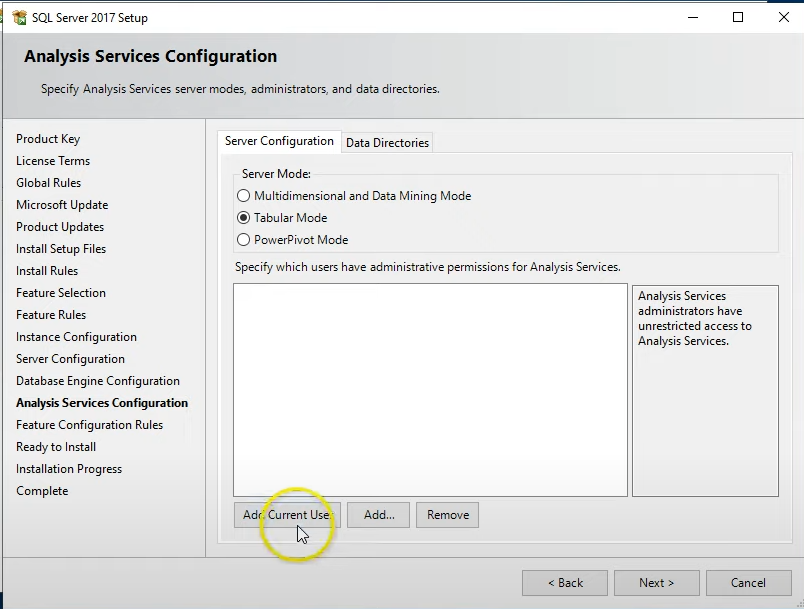 SQL Server 2017 Setup
Analysis Services Configuration
Specify Analysis Services server modes, administrators, and data directories.
Product Key
License Terms
Global Rules
Microsoft Update
Product Updates
Install Setup Files
Install Rules
Feature Selection
Feature Rules
Instance Configuration
Server Configuration
Database Engine Configuration
Analysis Services Configuration
Feature Configuration Rules
Ready to Install
Installation Progress
Complete
Server Configuration Data Directories
Server Mode:
Multidimensional and Data Mining Mode
Tabular Mode
PowerPivot Mode
Specify which users have administrative permissions for Analysis Services.
Analysis Services
administrators have
unrestricted access to
Analysis Services.
Add Current User Add... Remove
< Back Next > Cancel